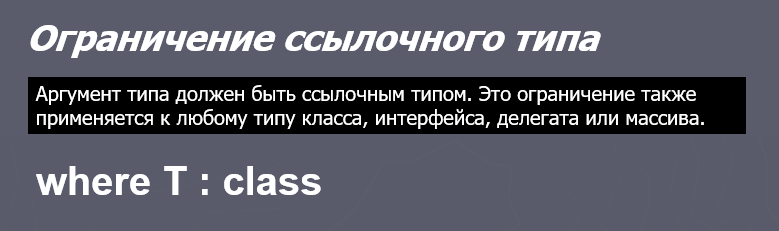 Ограничение ссылочного типа
Аргумент типа должен быть ссылочным типом. Это ограничение также
применяется к любому типу класса, интерфейса, делегата или массива.
where T : class